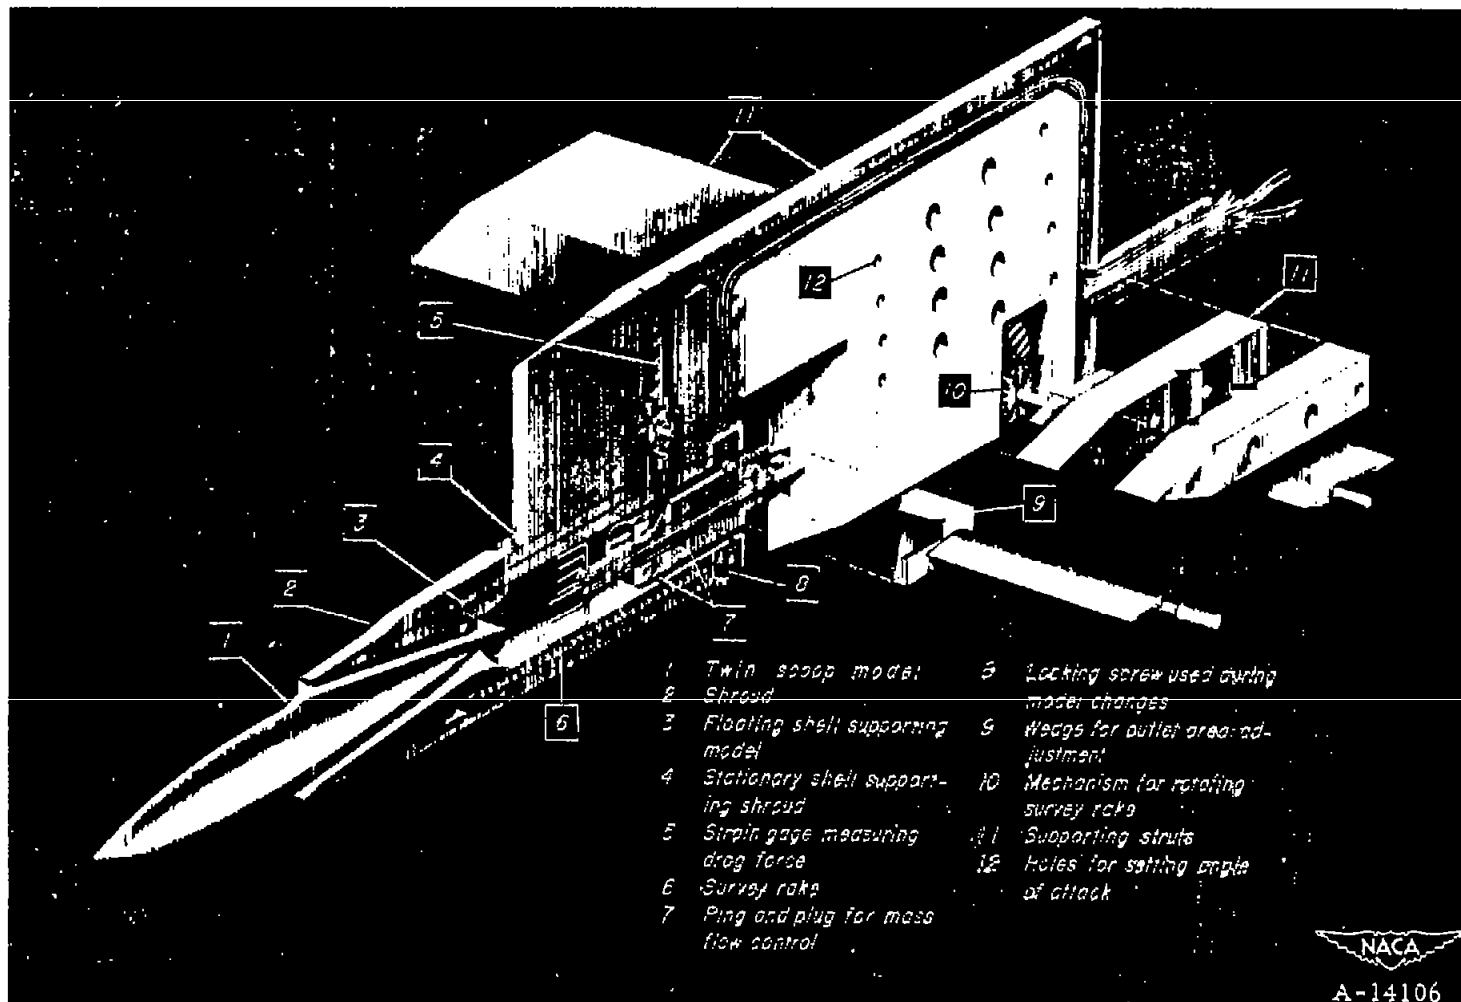 11
12
11
5
10
4
9
3
2
8
7
1
6
1 Twin scoop model
2 Shroud
3 Floating shell supporting
model
4 Stationary shell support-
ing shroud
5 Strain gage measuring
drag force
6 Survey rake
7 Ring and plug for mass
flow control
8 Locking screw used during
model changes
9 Wedge for outlet area ad-
justment
10 Mechanism for rotating
survey rake
11 Supporting struts
12 Holes for setting angle
of attack
NACA
A-14106